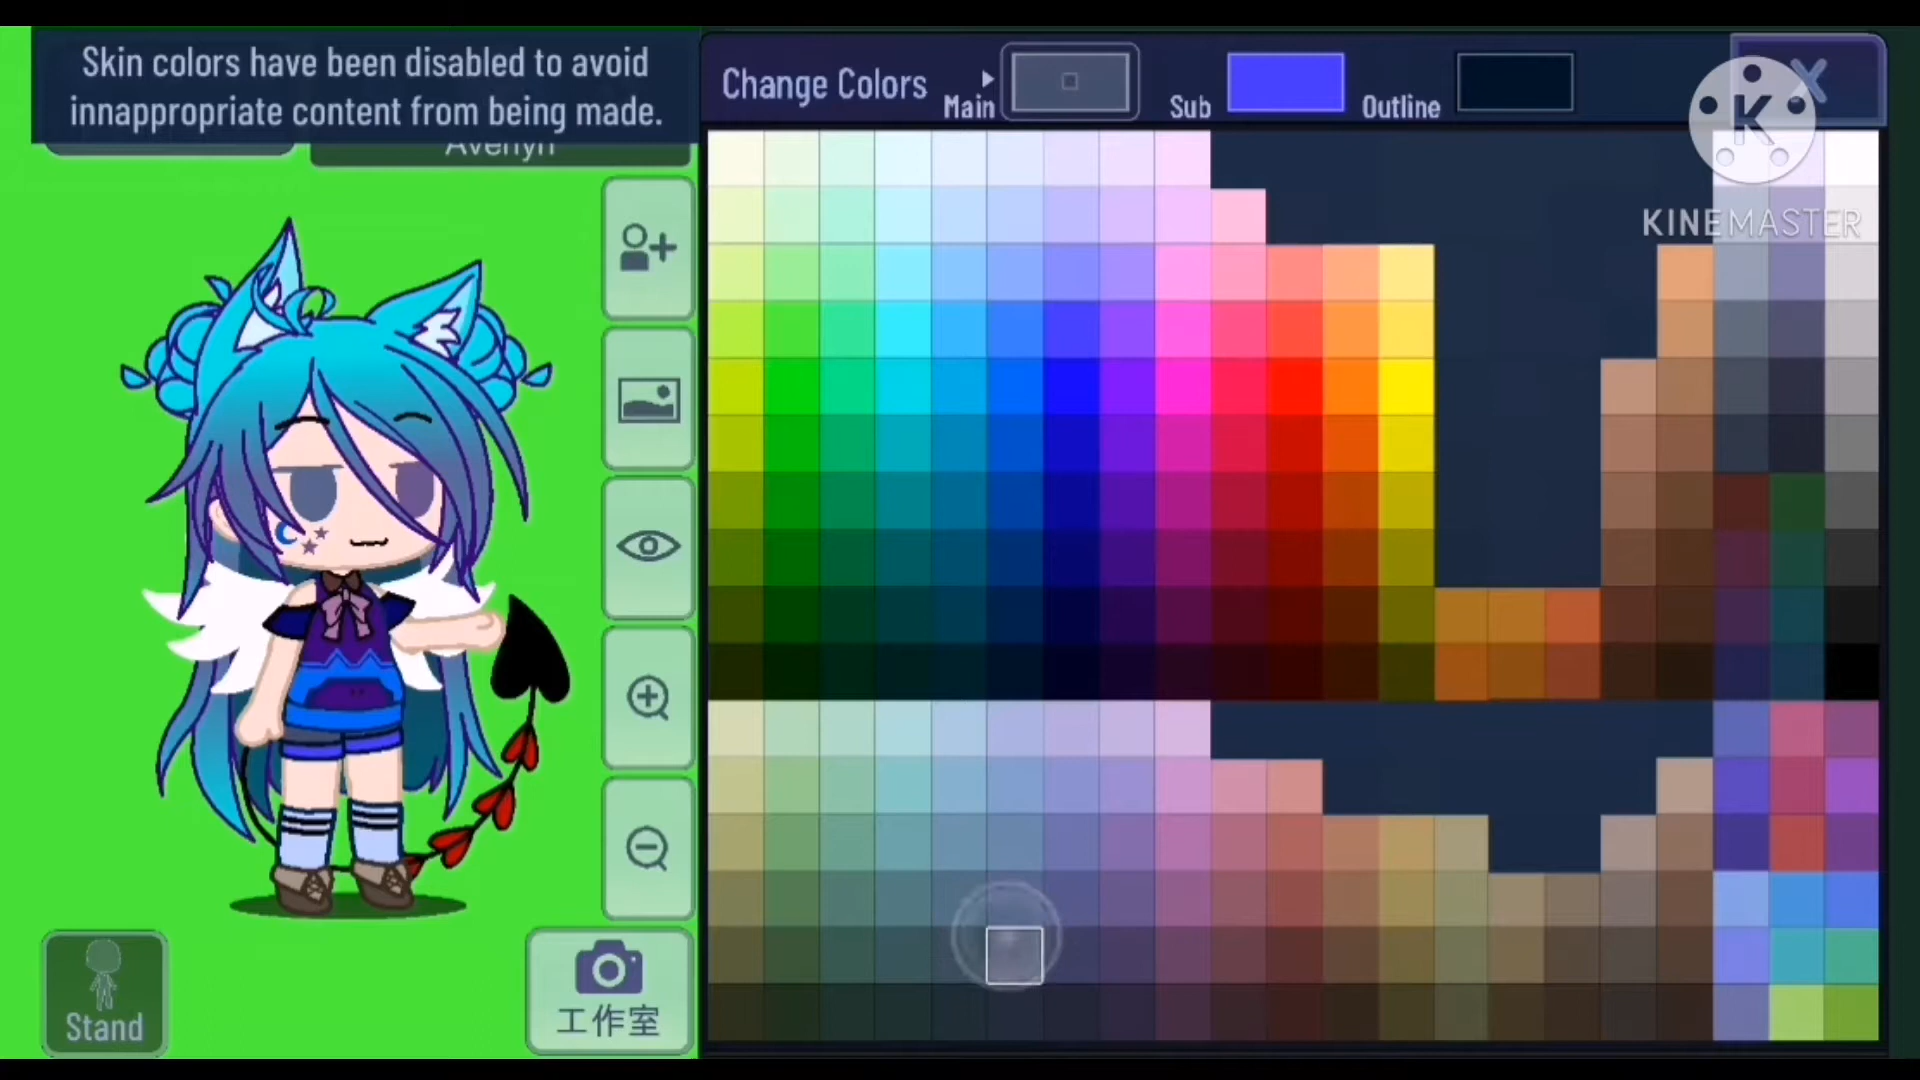 Skin colors have been disabled to avoid
innappropriate content from being made.
Avenyn
Change Colors
Main
Sub
Outline
X
K
KINEMASTER
Stand
工作室